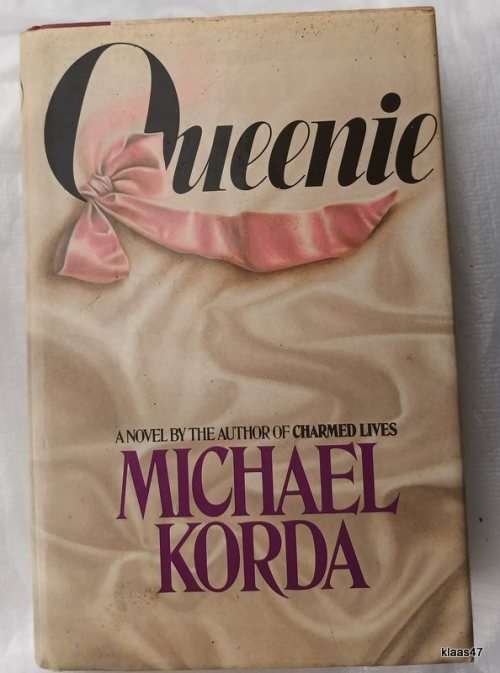 Queenie
A NOVEL BY THE AUTHOR OF CHARMED LIVES
MICHAEL
KORDA
klaas47